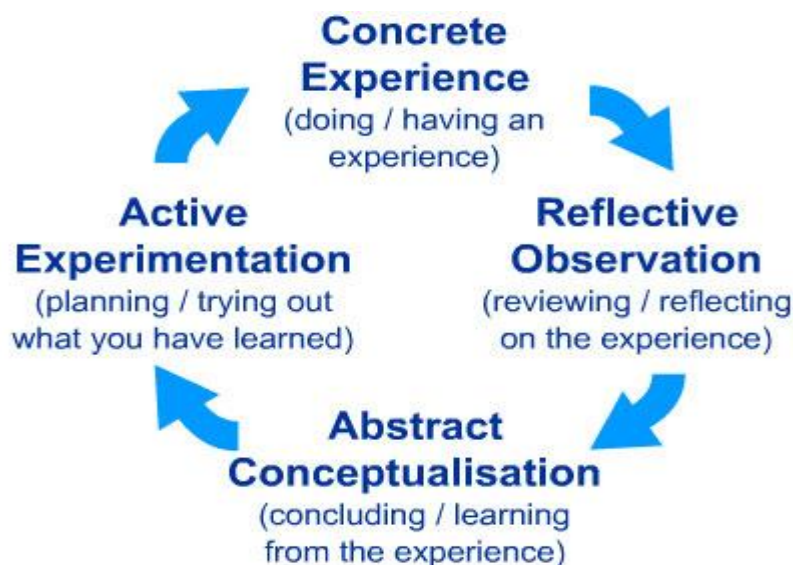 Concrete
Experience
(doing / having an
experience)
Reflective
Observation
(reviewing / reflecting
on the experience)
Abstract
Conceptualisation
(concluding / learning
from the experience)
Active
Experimentation
(planning / trying out
what you have learned)